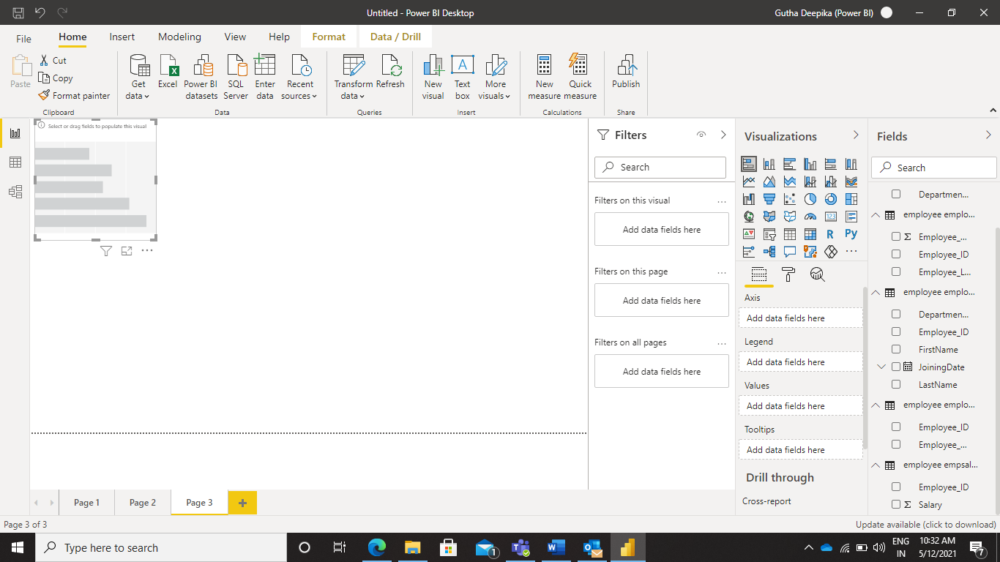 Untitled - Power BI Desktop
Gutha Deepika (Power BI)
File
Home
Insert
Modeling
View
Help
Format
Data / Drill
Paste
Cut
Copy
Format painter
Clipboard
Get
data
Excel
Power BI
datasets
SQL
Server
Enter
data
Recent
sources
Data
Transform
data
Refresh
Queries
New
visual
A
Text
box
More
visuals
Insert
New
measure
Quick
measure
Calculations
Publish
Share
Select or drag fields to populate this visual
Filters
Search
Filters on this visual
Add data fields here
Filters on this page
Add data fields here
Filters on all pages
Add data fields here
Visualizations
123
R
Py
Axis
Add data fields here
Legend
Add data fields here
Values
Add data fields here
Tooltips
Add data fields here
Drill through
Cross-report
Fields
Search
Departmen...
employee emplo...
Σ Employee_...
Employee_ID
Employee_L...
employee emplo...
Departmen...
Employee_ID
FirstName
JoiningDate
LastName
employee emplo...
Employee_ID
Employee_...
employee empsal...
Employee_ID
Σ Salary
Page 1
Page 2
Page 3
+
Page 3 of 3
Update available (click to download)
Type here to search
1
ENG
IN
10:32 AM
5/12/2021
7